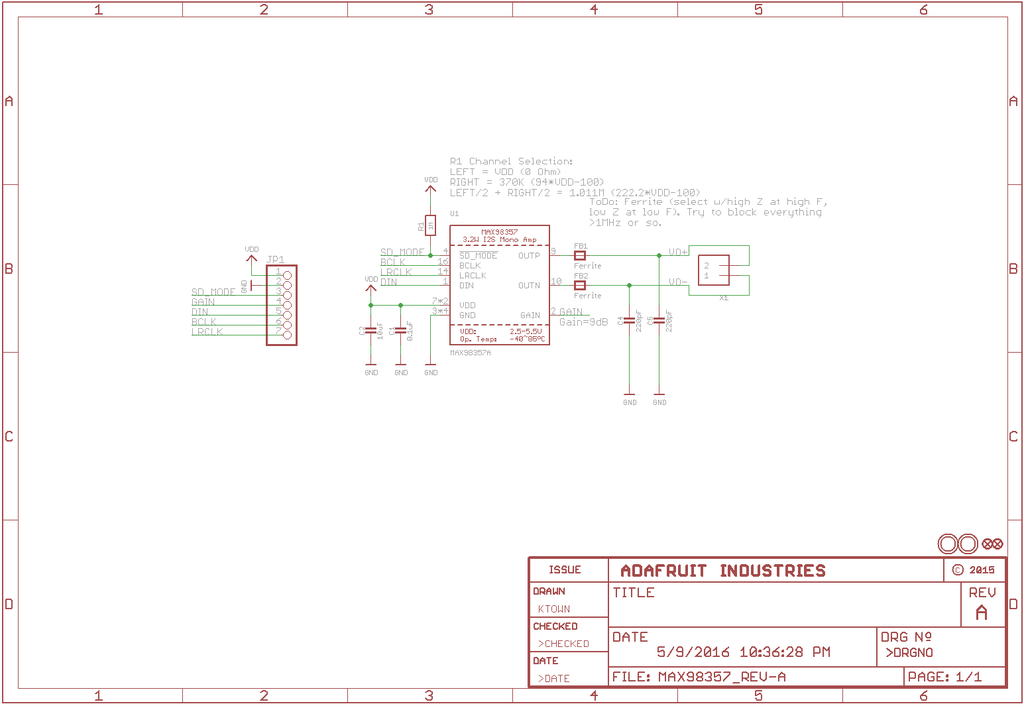 1 2 3 4 5 6
A A
R1 Channel Selection:
LEFT = VDD (0 Ohm)
RIGHT = 370K (94*VDD-100)
LEFT/2 + RIGHT/2 = 1.011M (222.2*VDD-100)
ToDo: Ferrite (select w/high Z at high F,
low Z at low F). Try to block everything
>1MHz or so.
VDD
R1
1M
U1
MAX98357
3.2W I2S Mono Amp
SD_MODE 4 SD_MODE OUTP 9 FB1 Ferrite VO+
BCLK 16 BCLK
LRCLK 14 LRCLK
DIN 1 DIN OUTN 10 FB2 Ferrite VO-
7*2 VDD
3*4 GND GAIN 2 GAIN
Gain=9dB
VDD: 2.5-5.5V
Op. Temp: -40~85ºC
MAX98357A
2
1
X1
B B
VDD
JP1
GND
1
2
SD_MODE 3
GAIN 4
DIN 5
BCLK 6
LRCLK 7
VDD
C2 10uF
C1 0.1uF
GND GND GND
C4 220pF
C5 220pF
GND GND
C C
D D
ISSUE ADAFRUIT INDUSTRIES © 2015
DRAWN TITLE REV
KTOWN A
CHECKED DATE DRG Nº
>CHECKED 5/9/2016 10:36:28 PM >DRGNO
DATE
>DATE FILE: MAX98357_REV-A PAGE: 1/1
1 2 3 4 5 6